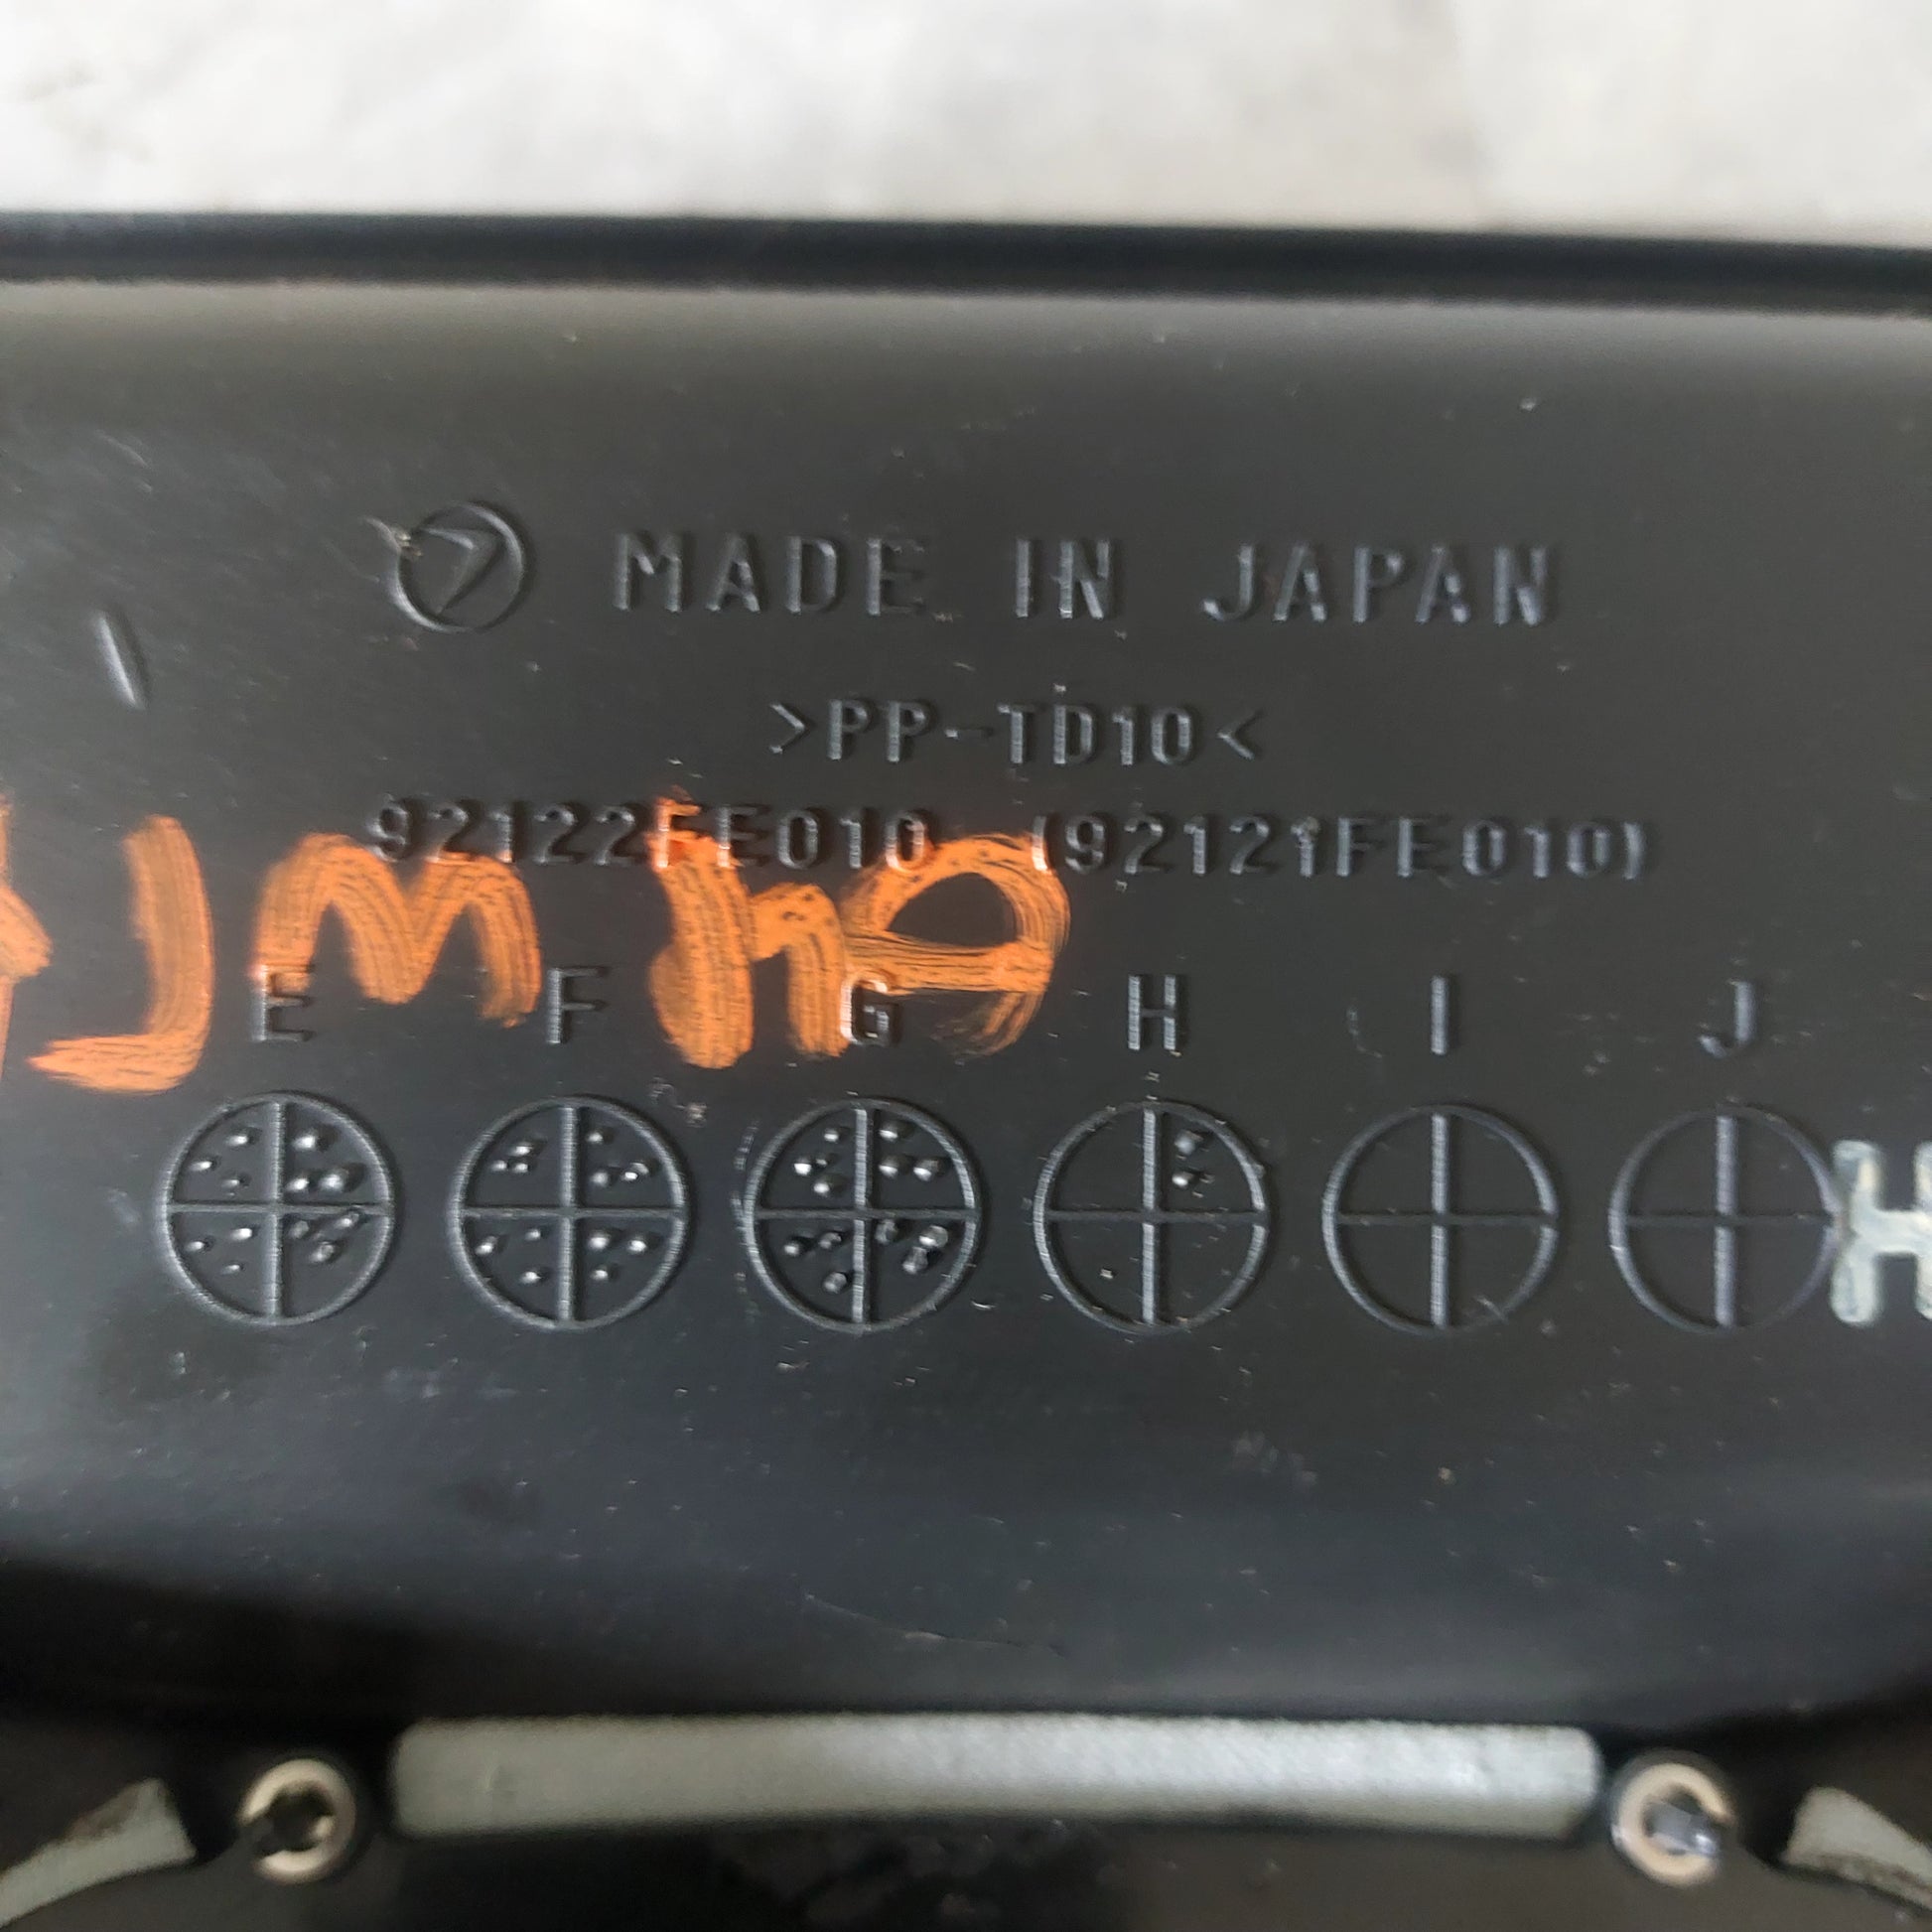 MADE IN JAPAN
>PP-TD10<
92122FE010 (92121FE010)
E F G H I J
H